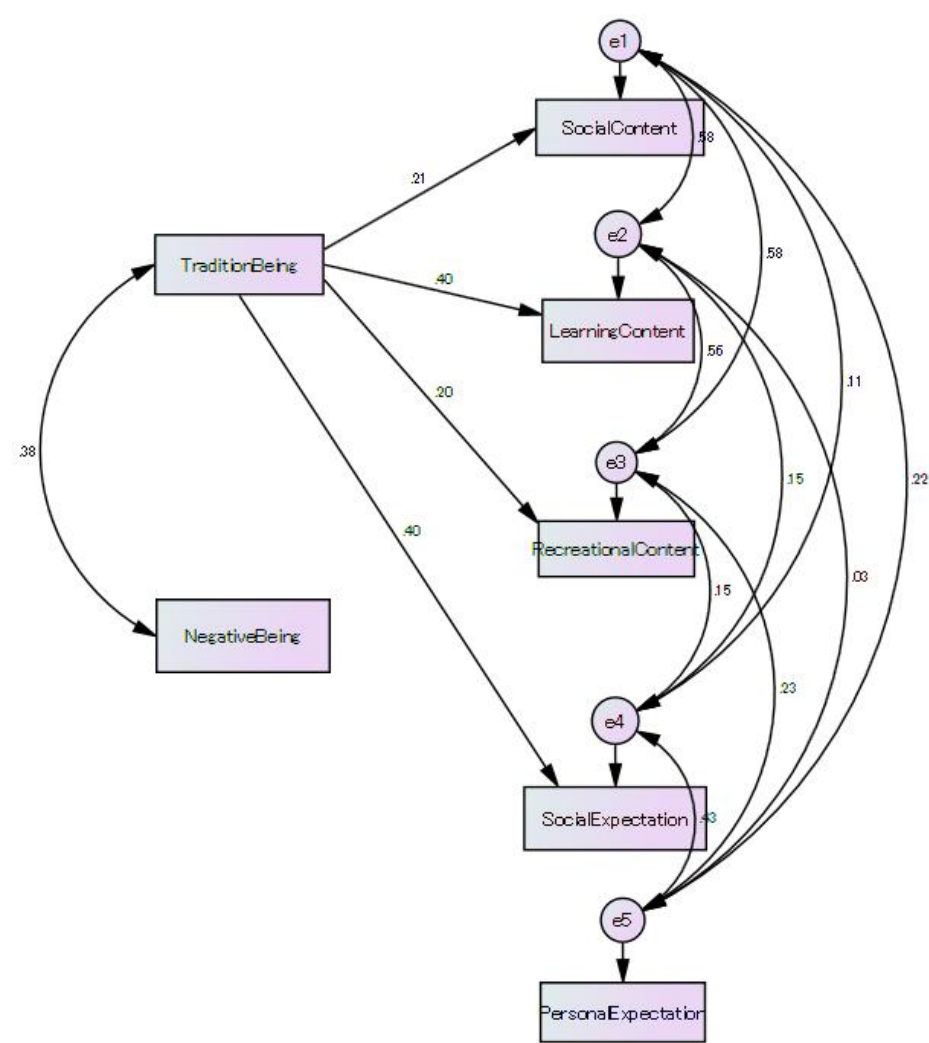 e1
SocialContent
.58
.21
e2
TraditionBeing
.58
.40
LearningContent
.56
.11
.20
.38
e3
.15
.22
.40
RecreationalContent
.03
.15
NegativeBeing
.23
e4
SocialExpectation
.43
e5
PersonalExpectation